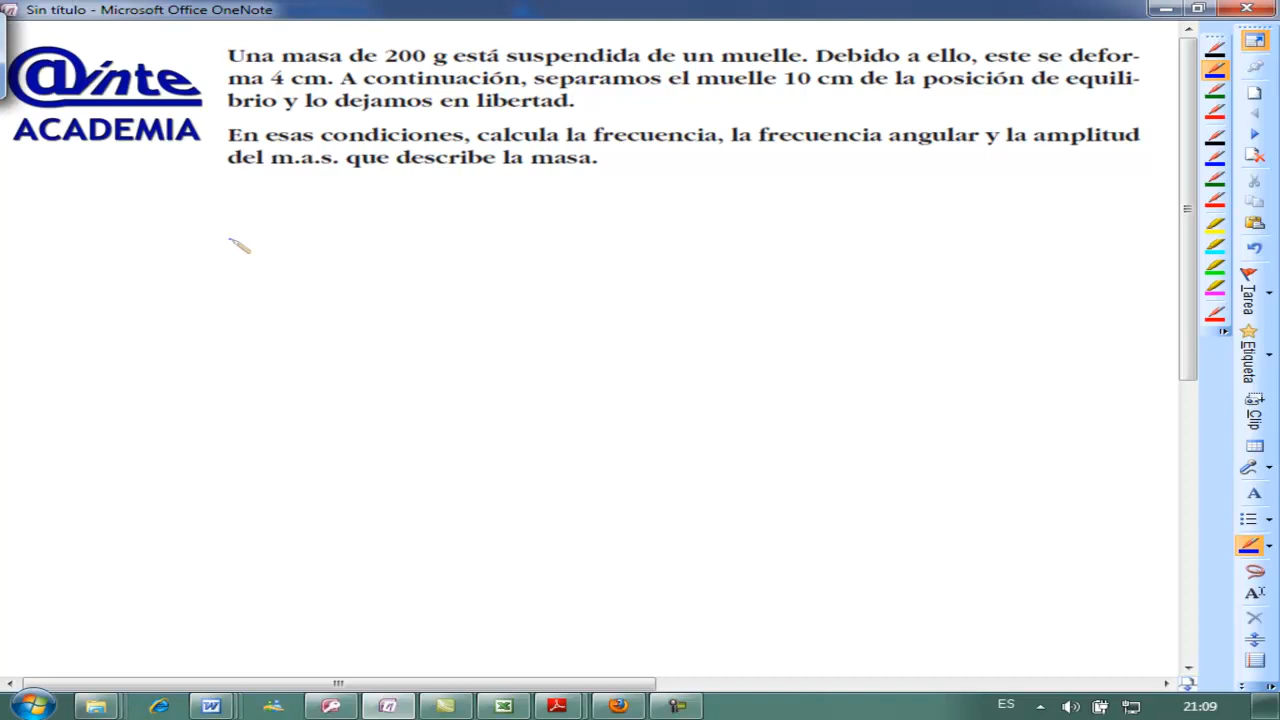 Sin título - Microsoft Office OneNote
@inte
ACADEMIA
Una masa de 200 g está suspendida de un muelle. Debido a ello, este se defor-
ma 4 cm. A continuación, separamos el muelle 10 cm de la posición de equili-
brio y lo dejamos en libertad.
En esas condiciones, calcula la frecuencia, la frecuencia angular y la amplitud
del m.a.s. que describe la masa.
Tarea
Etiqueta
Clip
ES
21:09